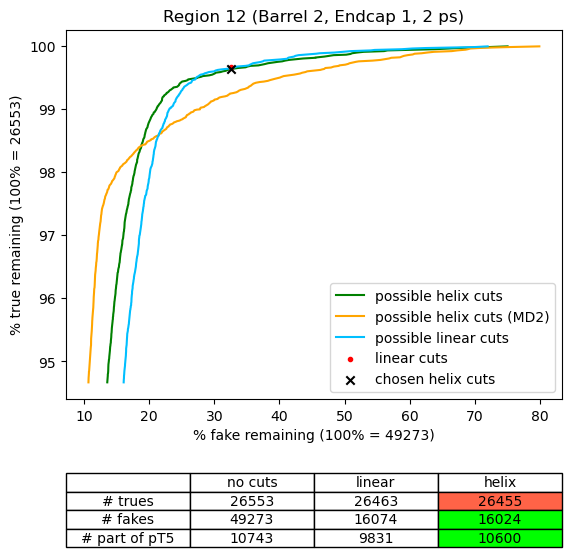 Region 12 (Barrel 2, Endcap 1, 2 ps)
100
99
98
97
96
95
% true remaining (100% = 26553)
possible helix cuts
possible helix cuts (MD2)
possible linear cuts
linear cuts
chosen helix cuts
10 20 30 40 50 60 70 80
% fake remaining (100% = 49273)
no cuts linear helix
# trues 26553 26463 26455
# fakes 49273 16074 16024
# part of pT5 10743 9831 10600